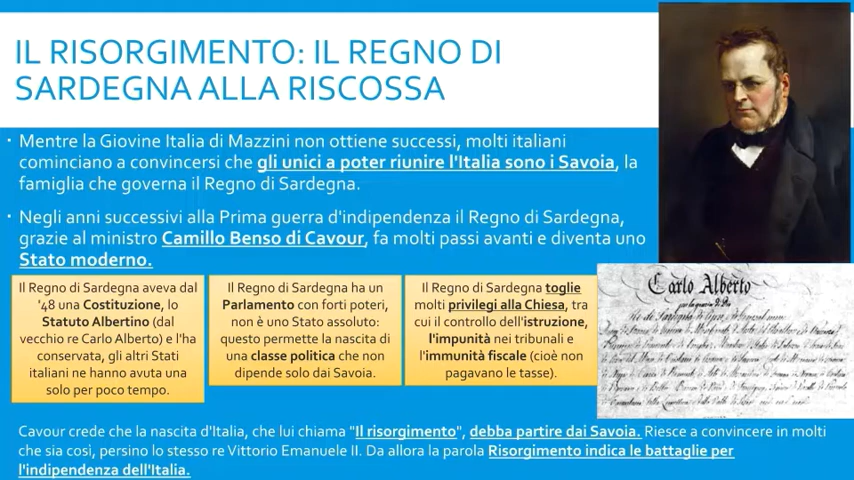 IL RISORGIMENTO: IL REGNO DI
SARDEGNA ALLA RISCOSSA
• Mentre la Giovine Italia di Mazzini non ottiene successi, molti italiani
cominciano a convincersi che gli unici a poter riunire l'Italia sono i Savoia, la
famiglia che governa il Regno di Sardegna.
• Negli anni successivi alla Prima guerra d'indipendenza il Regno di Sardegna,
grazie al ministro Camillo Benso di Cavour, fa molti passi avanti e diventa uno
Stato moderno.
Il Regno di Sardegna aveva dal
'48 una Costituzione, lo
Statuto Albertino (dal
vecchio re Carlo Alberto) e l'ha
conservata, gli altri Stati
italiani ne hanno avuta una
solo per poco tempo.
Il Regno di Sardegna ha un
Parlamento con forti poteri,
non è uno Stato assoluto:
questo permette la nascita di
una classe politica che non
dipende solo dai Savoia.
Il Regno di Sardegna toglie
molti privilegi alla Chiesa, tra
cui il controllo dell'istruzione,
l'impunità nei tribunali e
l'immunità fiscale (cioè non
pagavano le tasse).
Carlo Alberto
Cavour crede che la nascita d'Italia, che lui chiama "Il risorgimento", debba partire dai Savoia. Riesce a convincere in molti
che sia così, persino lo stesso re Vittorio Emanuele II. Da allora la parola Risorgimento indica le battaglie per
l'indipendenza dell'Italia.